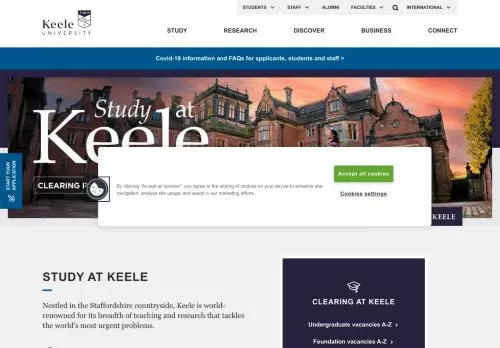 STUDENTS STAFF ALUMNI FACULTIES INTERNATIONAL
Keele
UNIVERSITY
STUDY RESEARCH DISCOVER BUSINESS CONNECT
Covid-19 information and FAQs for applicants, students and staff >
Study at
Keele
CLEARING
START YOUR
APPLICATION
By clicking “Accept all cookies”, you agree to the storing of cookies on your device to enhance site
navigation, analyse site usage, and assist in our marketing efforts.
Accept all cookies
Cookies settings
KEELE
STUDY AT KEELE
Nestled in the Staffordshire countryside, Keele is world-
renowned for its breadth of teaching and research that tackles
the world's most urgent problems.
CLEARING AT KEELE
Undergraduate vacancies A-Z >
Foundation vacancies A-Z >